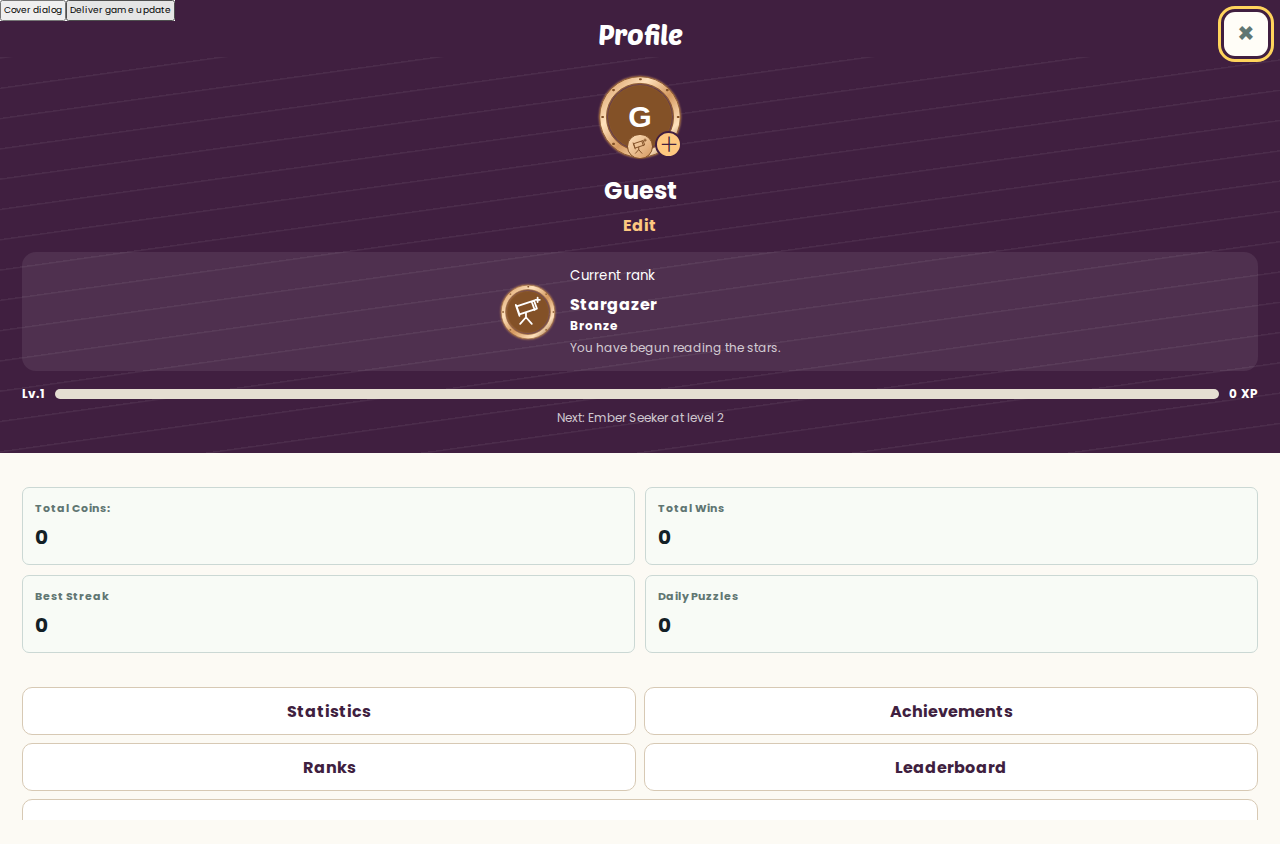 Cover dialog Deliver game update
Profile
✖
G
Guest
Edit
Current rank
Stargazer
Bronze
You have begun reading the stars.
Lv.1 0 XP
Next: Ember Seeker at level 2
Total Coins: Total Wins
0 0
Best Streak Daily Puzzles
0 0
Statistics Achievements
Ranks Leaderboard